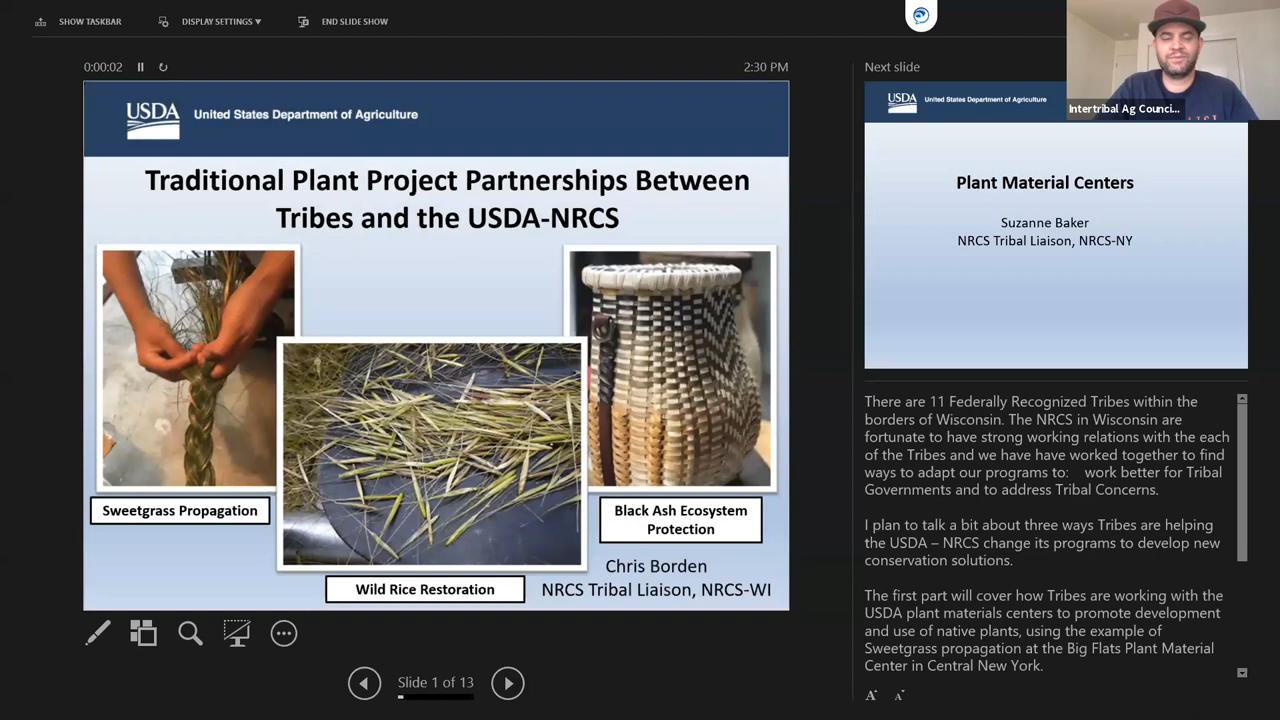 SHOW TASKBAR
DISPLAY SETTINGS
END SLIDE SHOW
0:00:02
2:30 PM
USDA
United States Department of Agriculture
Traditional Plant Project Partnerships Between
Tribes and the USDA-NRCS
Sweetgrass Propagation
Black Ash Ecosystem
Protection
Wild Rice Restoration
Chris Borden
NRCS Tribal Liaison, NRCS-WI
Slide 1 of 13
Next slide
Intertribal Ag Counci...
USDA
United States Department of Agriculture
Plant Material Centers
Suzanne Baker
NRCS Tribal Liaison, NRCS-NY
There are 11 Federally Recognized Tribes within the
borders of Wisconsin. The NRCS in Wisconsin are
fortunate to have strong working relations with the each
of the Tribes and we have have worked together to find
ways to adapt our programs to: work better for Tribal
Governments and to address Tribal Concerns.
I plan to talk a bit about three ways Tribes are helping
the USDA – NRCS change its programs to develop new
conservation solutions.
The first part will cover how Tribes are working with the
USDA plant materials centers to promote development
and use of native plants, using the example of
Sweetgrass propagation at the Big Flats Plant Material
Center in Central New York.
A A